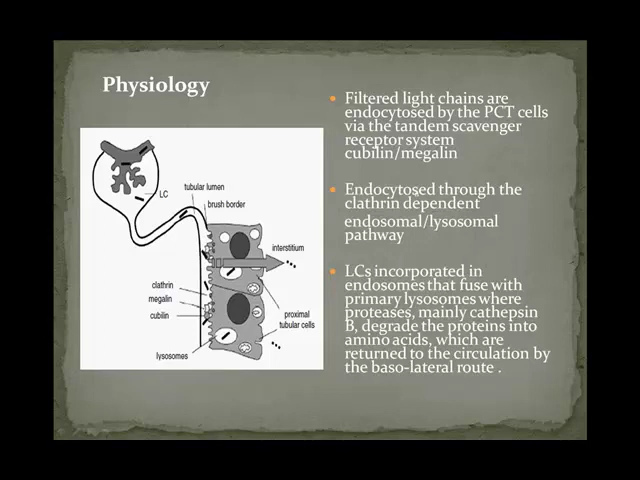 Physiology
Filtered light chains are
endocytosed by the PCT cells
via the tandem scavenger
receptor system
cubilin/megalin
Endocytosed through the
clathrin dependent
endosomal/lysosomal
pathway
LCs incorporated in
endosomes that fuse with
primary lysosomes where
proteases, mainly cathepsin
B, degrade the proteins into
amino acids, which are
returned to the circulation by
the baso-lateral route .
LC
tubular lumen
brush border
interstitium
clathrin
megalin
cubilin
proximal
tubular cells
lysosomes